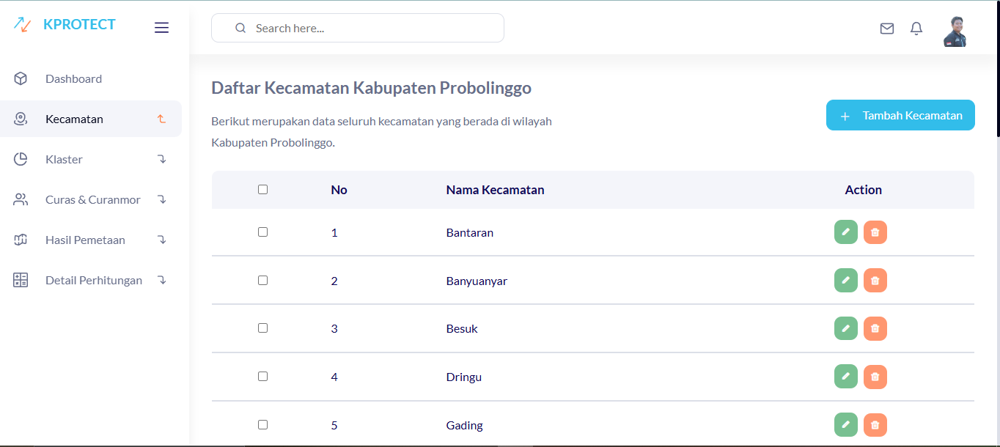 KPROTECT
Search here...
Dashboard
Kecamatan
Klaster
Curas & Curanmor
Hasil Pemetaan
Detail Perhitungan
Daftar Kecamatan Kabupaten Probolinggo
Berikut merupakan data seluruh kecamatan yang berada di wilayah
Kabupaten Probolinggo.
+ Tambah Kecamatan
No Nama Kecamatan Action
1 Bantaran
2 Banyuanyar
3 Besuk
4 Dringu
5 Gading